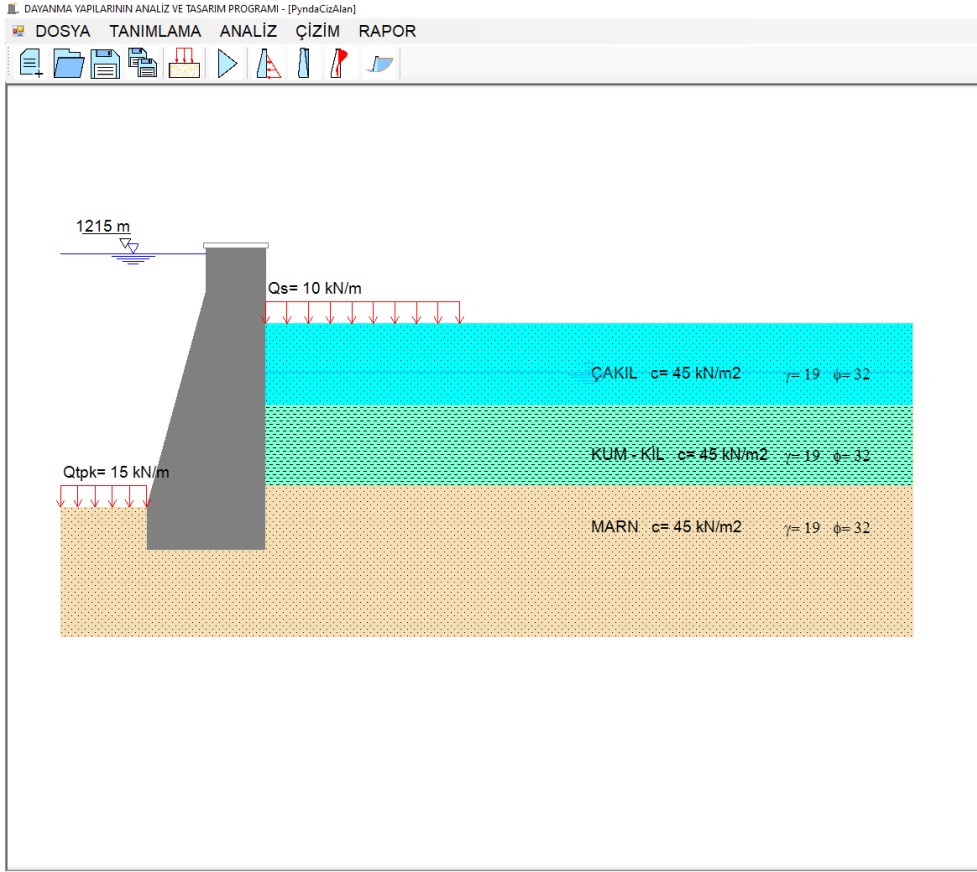 DAYANMA YAPILARININ ANALİZ VE TASARIM PROGRAMI - [PyndaCizAlan]
DOSYA TANIMLAMA ANALİZ ÇİZİM RAPOR
1215 m
Qs= 10 kN/m
ÇAKIL c= 45 kN/m2 γ= 19 ϕ= 32
KUM - KİL c= 45 kN/m2 γ= 19 ϕ= 32
Qtpk= 15 kN/m
MARN c= 45 kN/m2 γ= 19 ϕ= 32